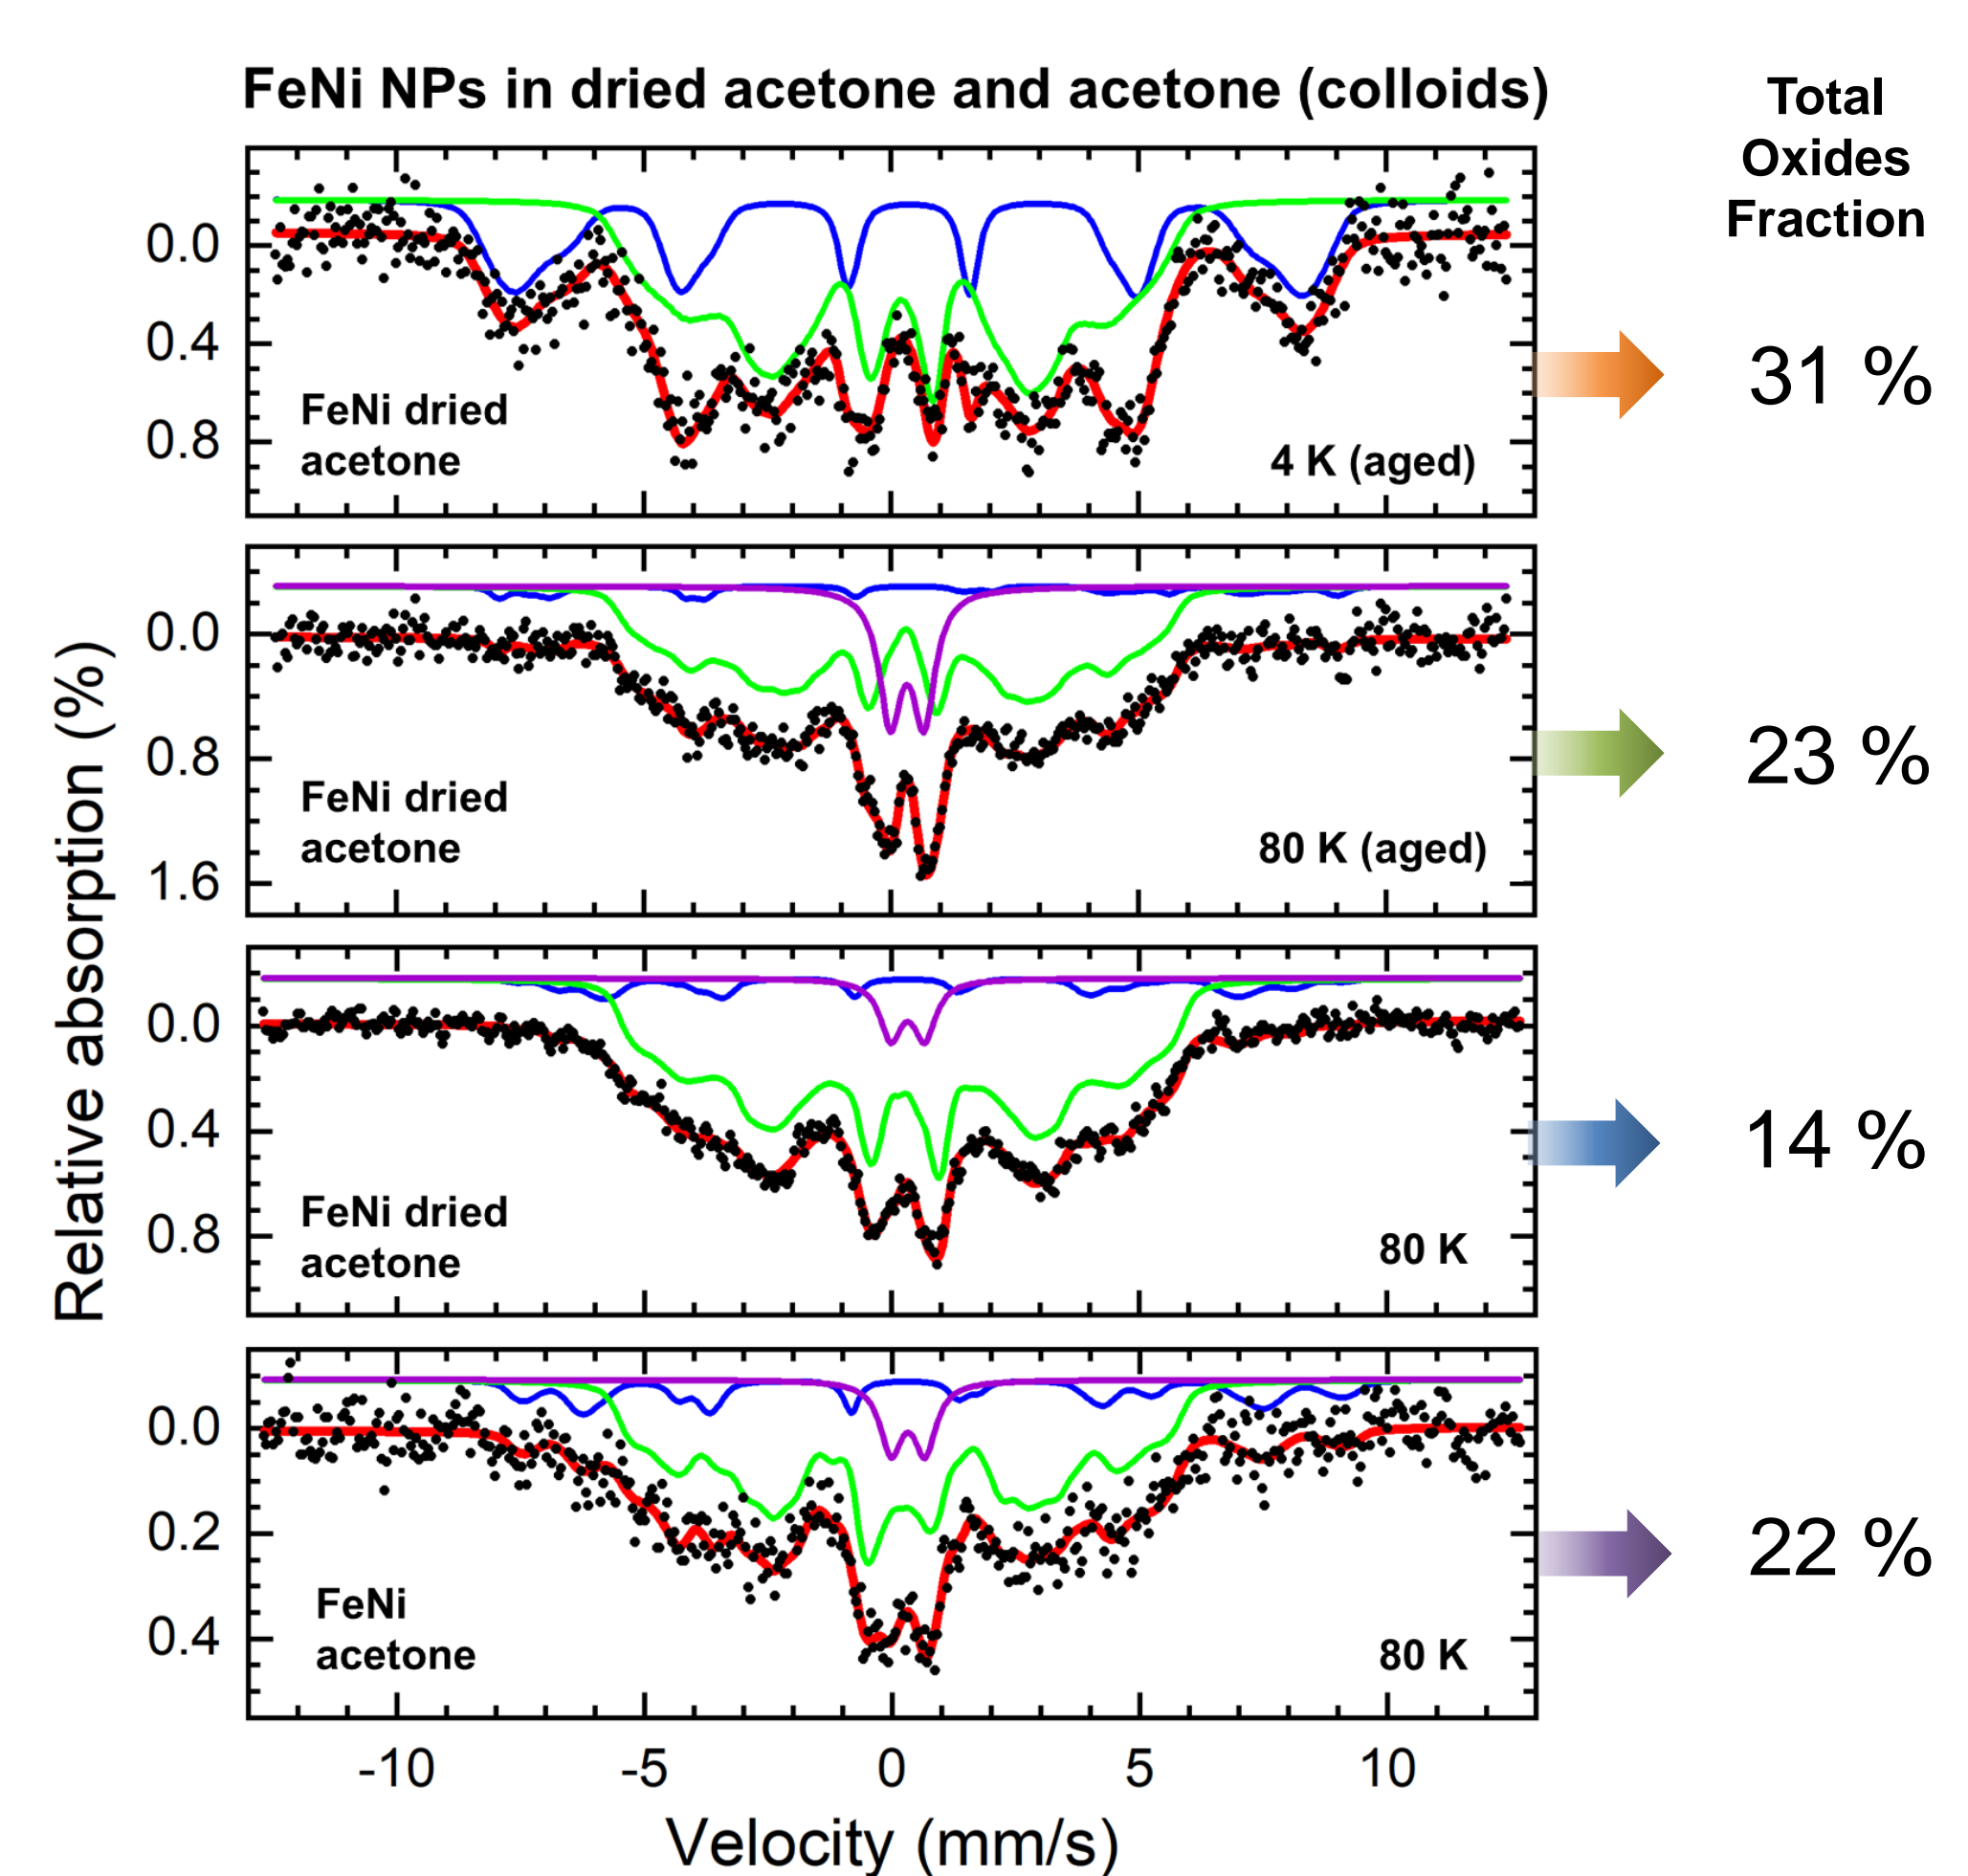 FeNi NPs in dried acetone and acetone (colloids)
Total
Oxides
Fraction
Relative absorption (%)
0.0
0.4
0.8
FeNi dried
acetone
4 K (aged)
31 %
0.0
0.8
1.6
FeNi dried
acetone
80 K (aged)
23 %
0.0
0.4
0.8
FeNi dried
acetone
80 K
14 %
0.0
0.2
0.4
FeNi
acetone
80 K
22 %
-10 -5 0 5 10
Velocity (mm/s)